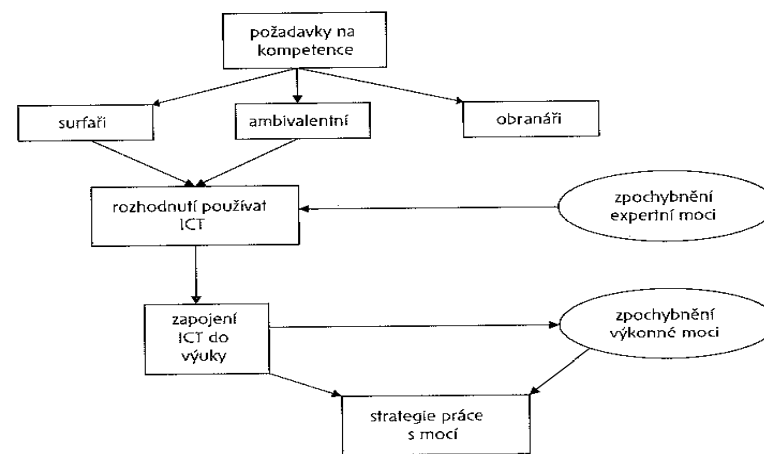 požadavky na
kompetence
surfaři
ambivalentní
obranáři
rozhodnutí používat
ICT
zpochybnění
expertní moci
zapojení
ICT do
výuky
zpochybnění
výkonné moci
strategie práce
s mocí